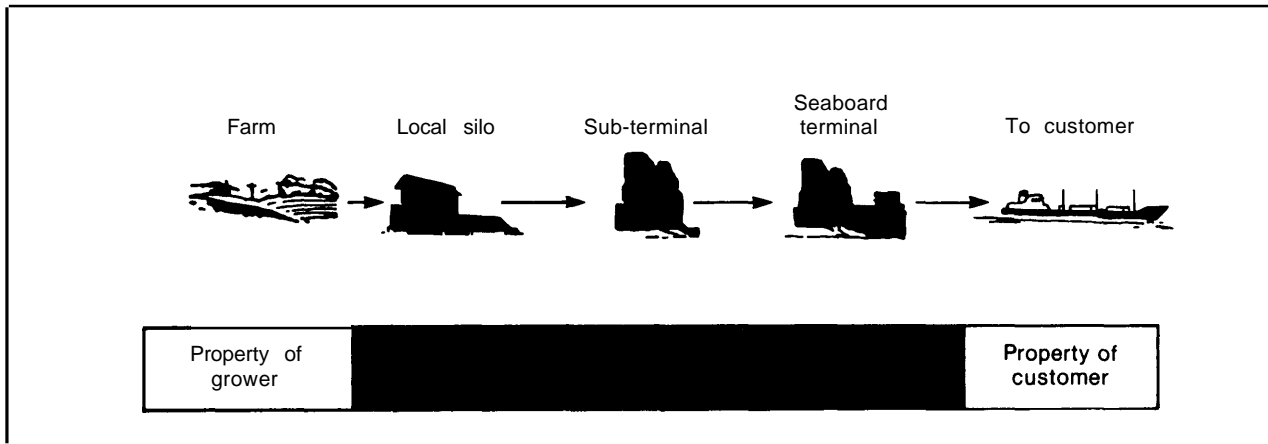 Farm
Local silo
Sub-terminal
Seaboard
terminal
To customer
Property of
grower
Property of
customer